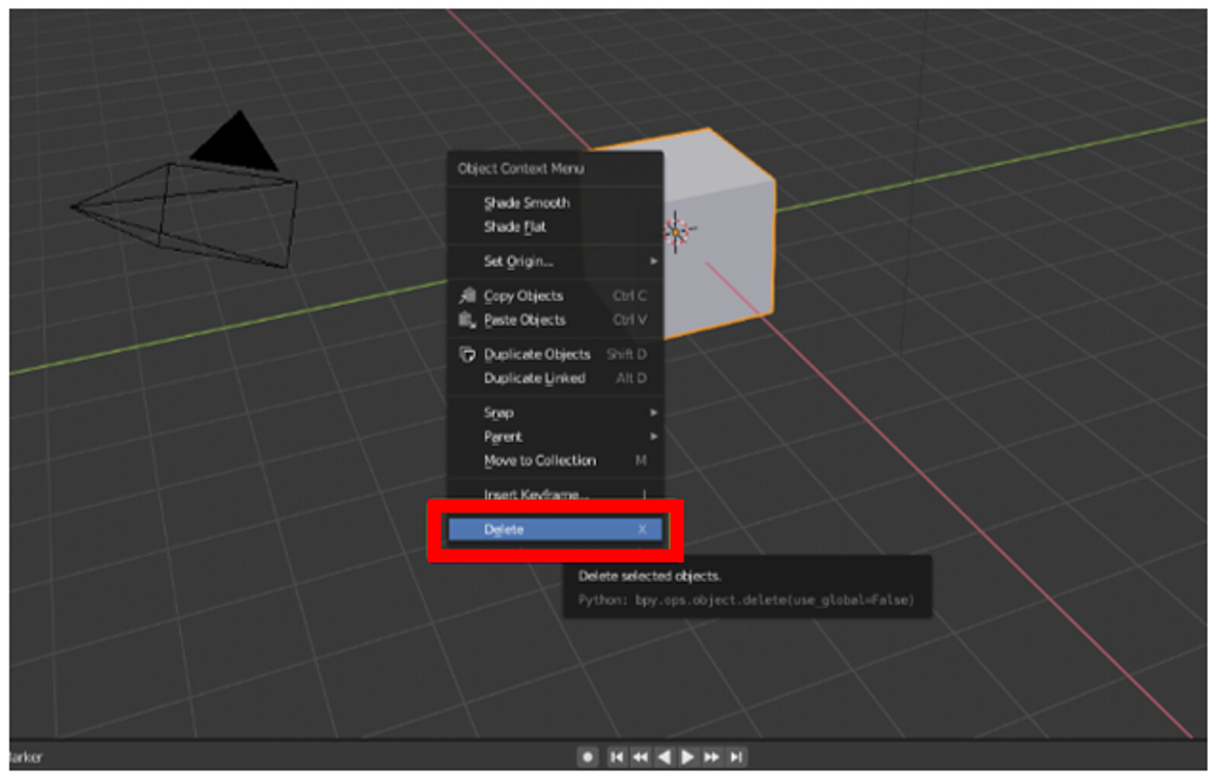 Object Context Menu
Shade Smooth
Shade Flat
Set Origin...
Copy Objects Ctrl C
Paste Objects Ctrl V
Duplicate Objects Shift D
Duplicate Linked Alt D
Snap
Parent
Move to Collection M
Insert Keyframe... I
Delete X
Delete selected objects.
Python: bpy.ops.object.delete(use_global=False)
arker